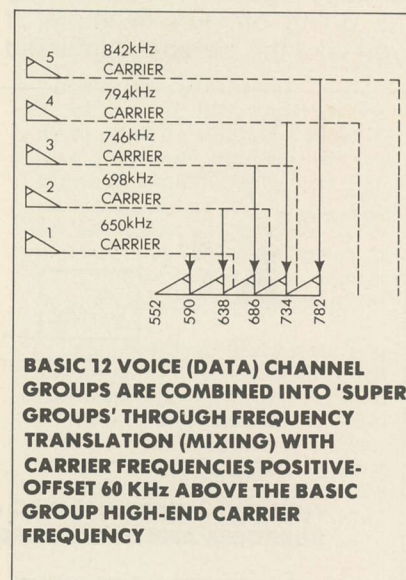 5
842kHz
CARRIER
4
794kHz
CARRIER
3
746kHz
CARRIER
2
698kHz
CARRIER
1
650kHz
CARRIER
552 590 638 686 734 782
BASIC 12 VOICE (DATA) CHANNEL
GROUPS ARE COMBINED INTO 'SUPER
GROUPS' THROUGH FREQUENCY
TRANSLATION (MIXING) WITH
CARRIER FREQUENCIES POSITIVE-
OFFSET 60 KHz ABOVE THE BASIC
GROUP HIGH-END CARRIER
FREQUENCY